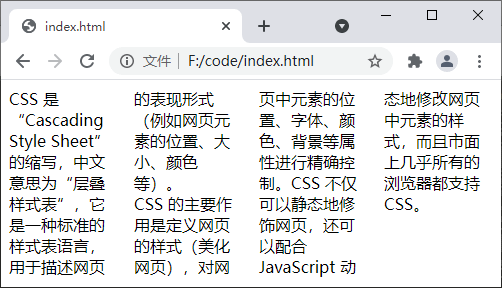 index.html
文件 | F:/code/index.html
CSS 是
“Cascading
Style Sheet”
的缩写，中文
意思为“层叠
样式表”，它
是一种标准的
样式表语言，
用于描述网页
的表现形式
（例如网页元
素的位置、大
小、颜色
等）。
CSS 的主要作
用是定义网页
的样式（美化
网页），对网
页中元素的位
置、字体、颜
色、背景等属
性进行精确控
制。CSS 不仅
可以静态地修
饰网页，还可
以配合
JavaScript 动
态地修改网页
中元素的样
式，而且市面
上几乎所有的
浏览器都支持
CSS。